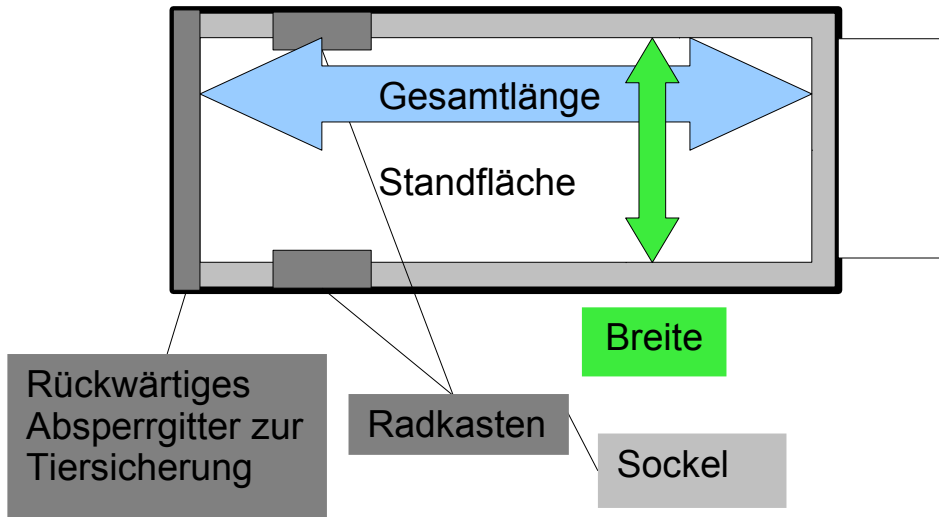 Gesamtlänge
Standfläche
Breite
Rückwärtiges
Absperrgitter zur
Tiersicherung
Radkasten
Sockel